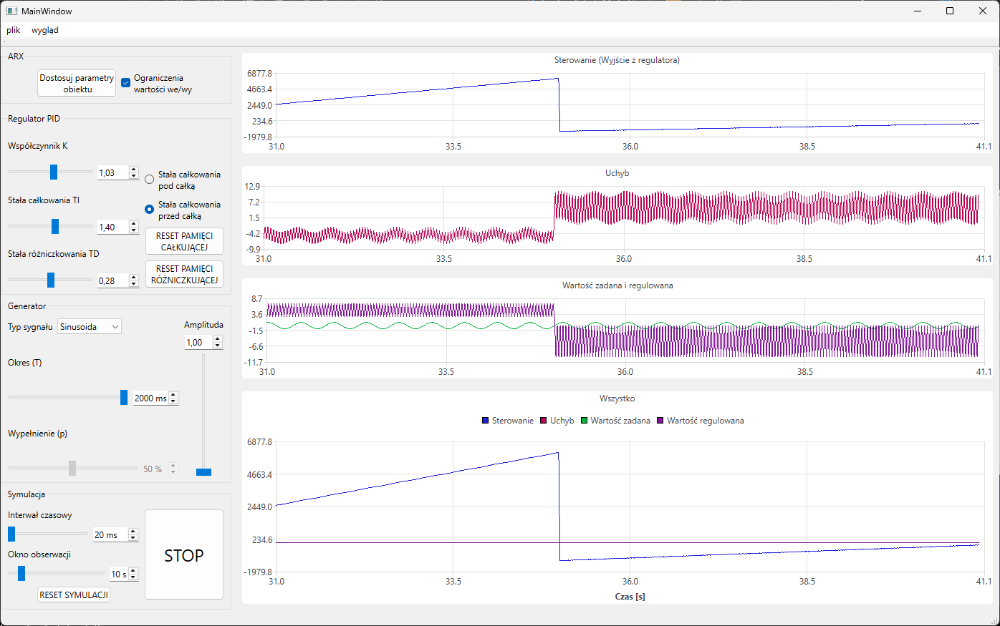 MainWindow
plik wygląd
ARX
Dostosuj parametry
obiektu
Ograniczenia
wartości we/wy
Regulator PID
Współczynnik K
1,03
Stała całkowania
pod całką
Stała całkowania TI
1,40
Stała całkowania
przed całką
RESET PAMIĘCI
CAŁKUJĄCEJ
Stała różniczkowania TD
0,28
RESET PAMIĘCI
RÓŻNICZKUJĄCEJ
Generator
Typ sygnału Sinusoida
Amplituda
1,00
Okres (T)
2000 ms
Wypełnienie (p)
50 %
Symulacja
Interwał czasowy
20 ms
Okno obserwacji
10 s
RESET SYMULACJI
STOP
Sterowanie (Wyjście z regulatora)
6877.8
4663.4
2449.0
234.6
-1979.8
31.0 33.5 36.0 38.5 41.1
Uchyb
12.9
7.2
1.5
-4.2
-9.9
31.0 33.5 36.0 38.5 41.1
Wartość zadana i regulowana
8.7
3.6
-1.5
-6.6
-11.7
31.0 33.5 36.0 38.5 41.1
Wszystko
Sterowanie Uchyb Wartość zadana Wartość regulowana
6877.8
4663.4
2449.0
234.6
-1979.8
31.0 33.5 36.0 38.5 41.1
Czas [s]